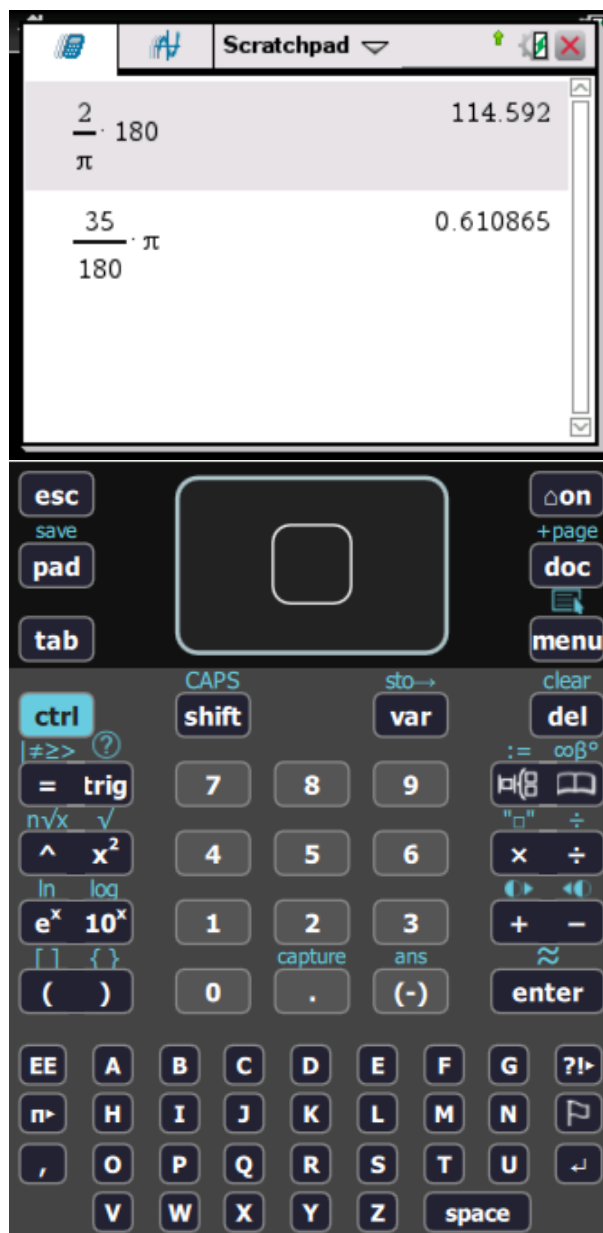 Scratchpad
2/π · 180 114.592
35/180 · π 0.610865
esc ⌂on
save +page
pad doc
tab menu
CAPS sto→ clear
ctrl shift var del
|≠≥> ? := ∞β°
= trig 7 8 9
n√x √ "□" ÷
^ x² 4 5 6 × ÷
ln log
eˣ 10ˣ 1 2 3 + −
[ ] { } capture ans ≈
( ) 0 . (-) enter
EE A B C D E F G ?!▸
π▸ H I J K L M N
, O P Q R S T U ↵
V W X Y Z space